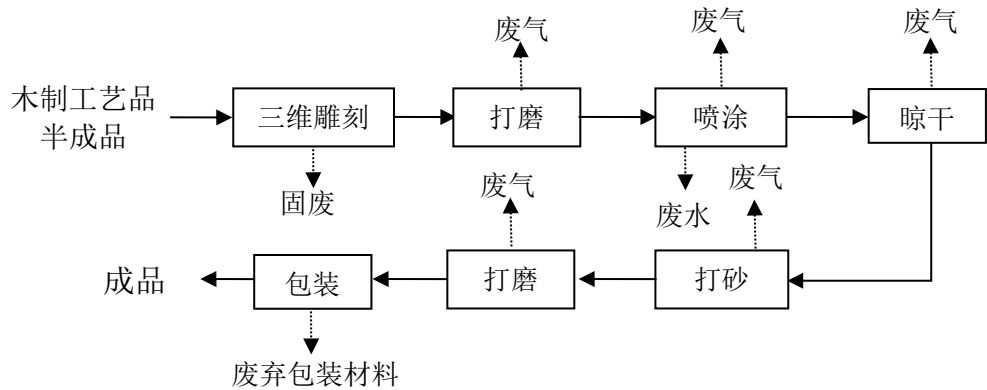 废气
废气
废气
木制工艺品
半成品
三维雕刻
打磨
喷涂
晾干
固废
废气
废水
废气
成品
包装
打磨
打砂
废弃包装材料